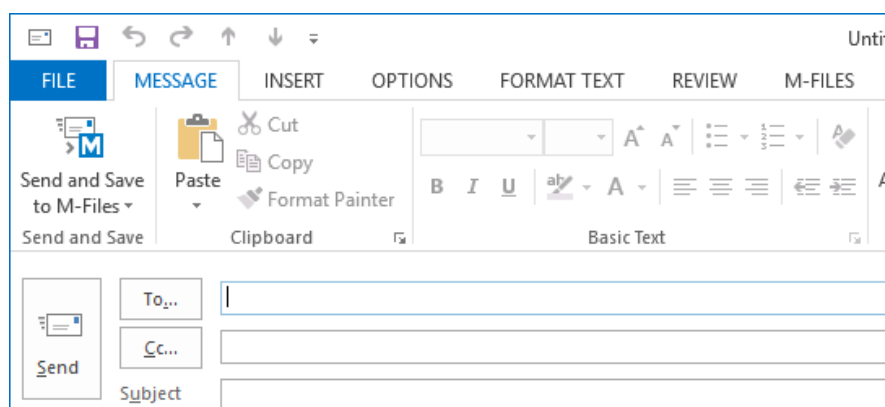 Unti
FILE MESSAGE INSERT OPTIONS FORMAT TEXT REVIEW M-FILES
Send and Save
to M-Files
Send and Save
Paste
Cut
Copy
Format Painter
Clipboard
B I U aby A
Basic Text
Send
To...
Cc...
Subject